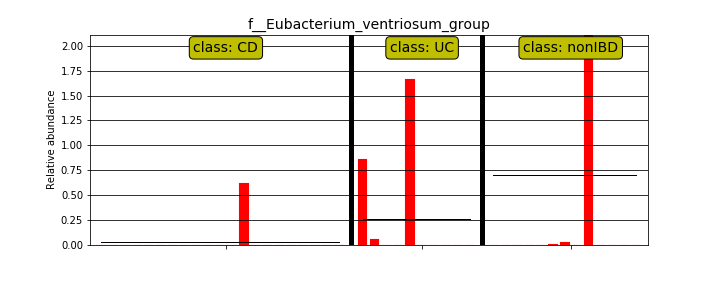 f__Eubacterium_ventriosum_group
class: CD
class: UC
class: nonIBD
Relative abundance
2.00
1.75
1.50
1.25
1.00
0.75
0.50
0.25
0.00